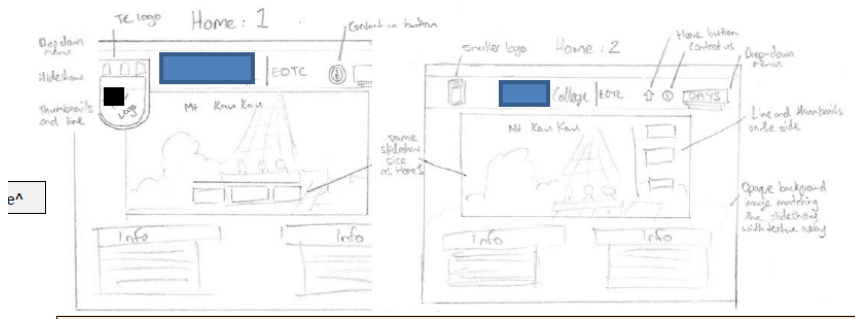 TC logo
Home: 1
Contact us button
Drop down
menu
Slideshow
Thumbnails
and line
Logo
EOTC
Mt Kau Kau
same
slideshow
size
as Home 1
Info
Info
e^
smaller logo
Home: 2
Home button
Contact us
Drop-down
menu
College
EOTC
DAYS
Mt Kau Kau
Line and thumbnails
on the side
Opaque background
image matching
the slideshow
with texture
Info
Info